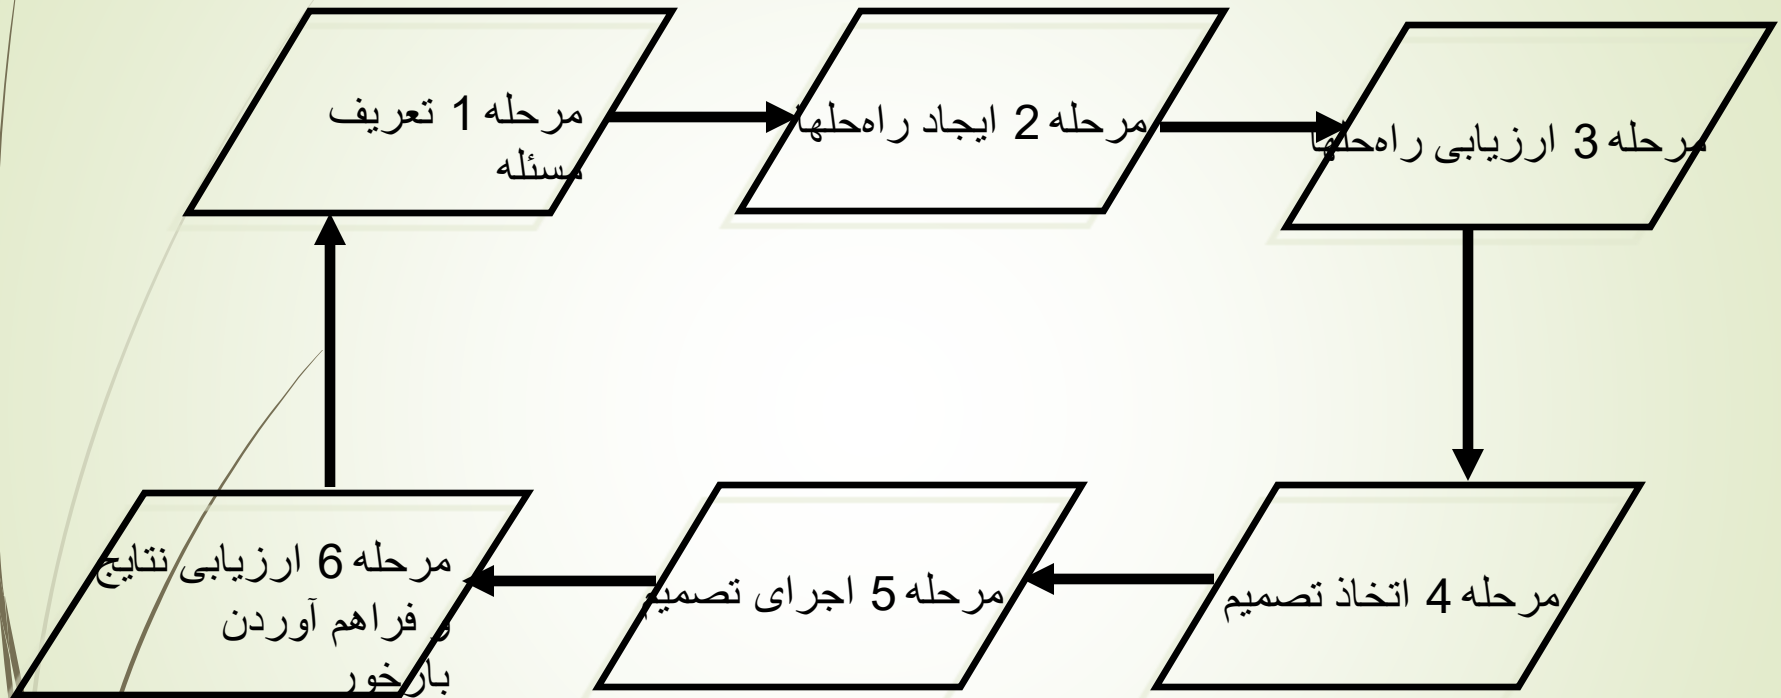 مرحله 1 تعریف
مسئله
مرحله 2 ایجاد راه‌حلها
مرحله 3 ارزیابی راه‌حلها
مرحله 4 اتخاذ تصمیم
مرحله 5 اجرای تصمیم
مرحله 6 ارزیابی نتایج
و فراهم آوردن
بازخور